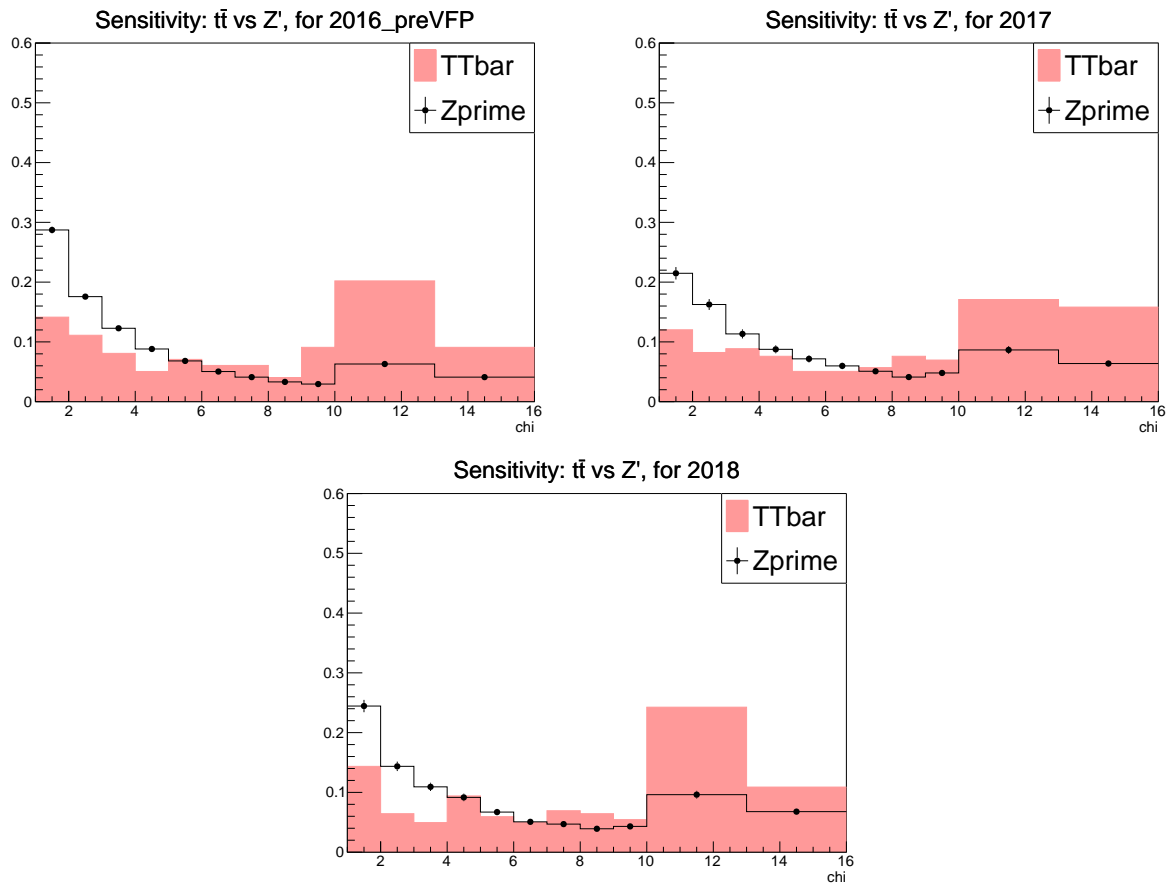 Sensitivity: tt̄ vs Z', for 2016_preVFP
0.6
0.5
0.4
0.3
0.2
0.1
0
2 4 6 8 10 12 14 16
chi
TTbar
Zprime
Sensitivity: tt̄ vs Z', for 2017
0.6
0.5
0.4
0.3
0.2
0.1
0
2 4 6 8 10 12 14 16
chi
TTbar
Zprime
Sensitivity: tt̄ vs Z', for 2018
0.6
0.5
0.4
0.3
0.2
0.1
0
2 4 6 8 10 12 14 16
chi
TTbar
Zprime